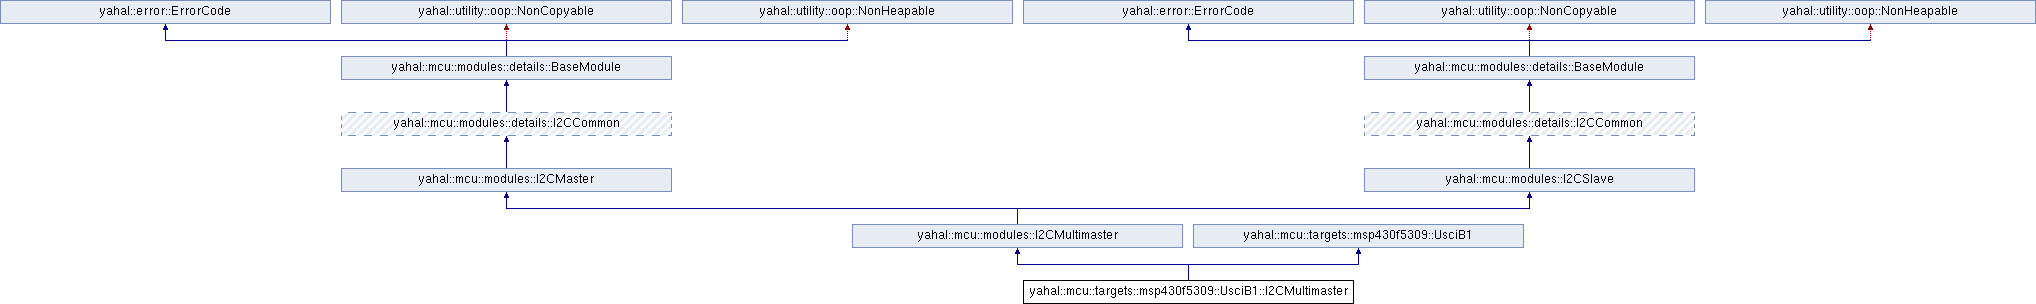 yahal::error::ErrorCode
yahal::utility::oop::NonCopyable
yahal::utility::oop::NonHeapable
yahal::error::ErrorCode
yahal::utility::oop::NonCopyable
yahal::utility::oop::NonHeapable
yahal::mcu::modules::details::BaseModule
yahal::mcu::modules::details::BaseModule
yahal::mcu::modules::details::I2CCommon
yahal::mcu::modules::details::I2CCommon
yahal::mcu::modules::I2CMaster
yahal::mcu::modules::I2CSlave
yahal::mcu::modules::I2CMultimaster
yahal::mcu::targets::msp430f5309::UsciB1
yahal::mcu::targets::msp430f5309::UsciB1::I2CMultimaster